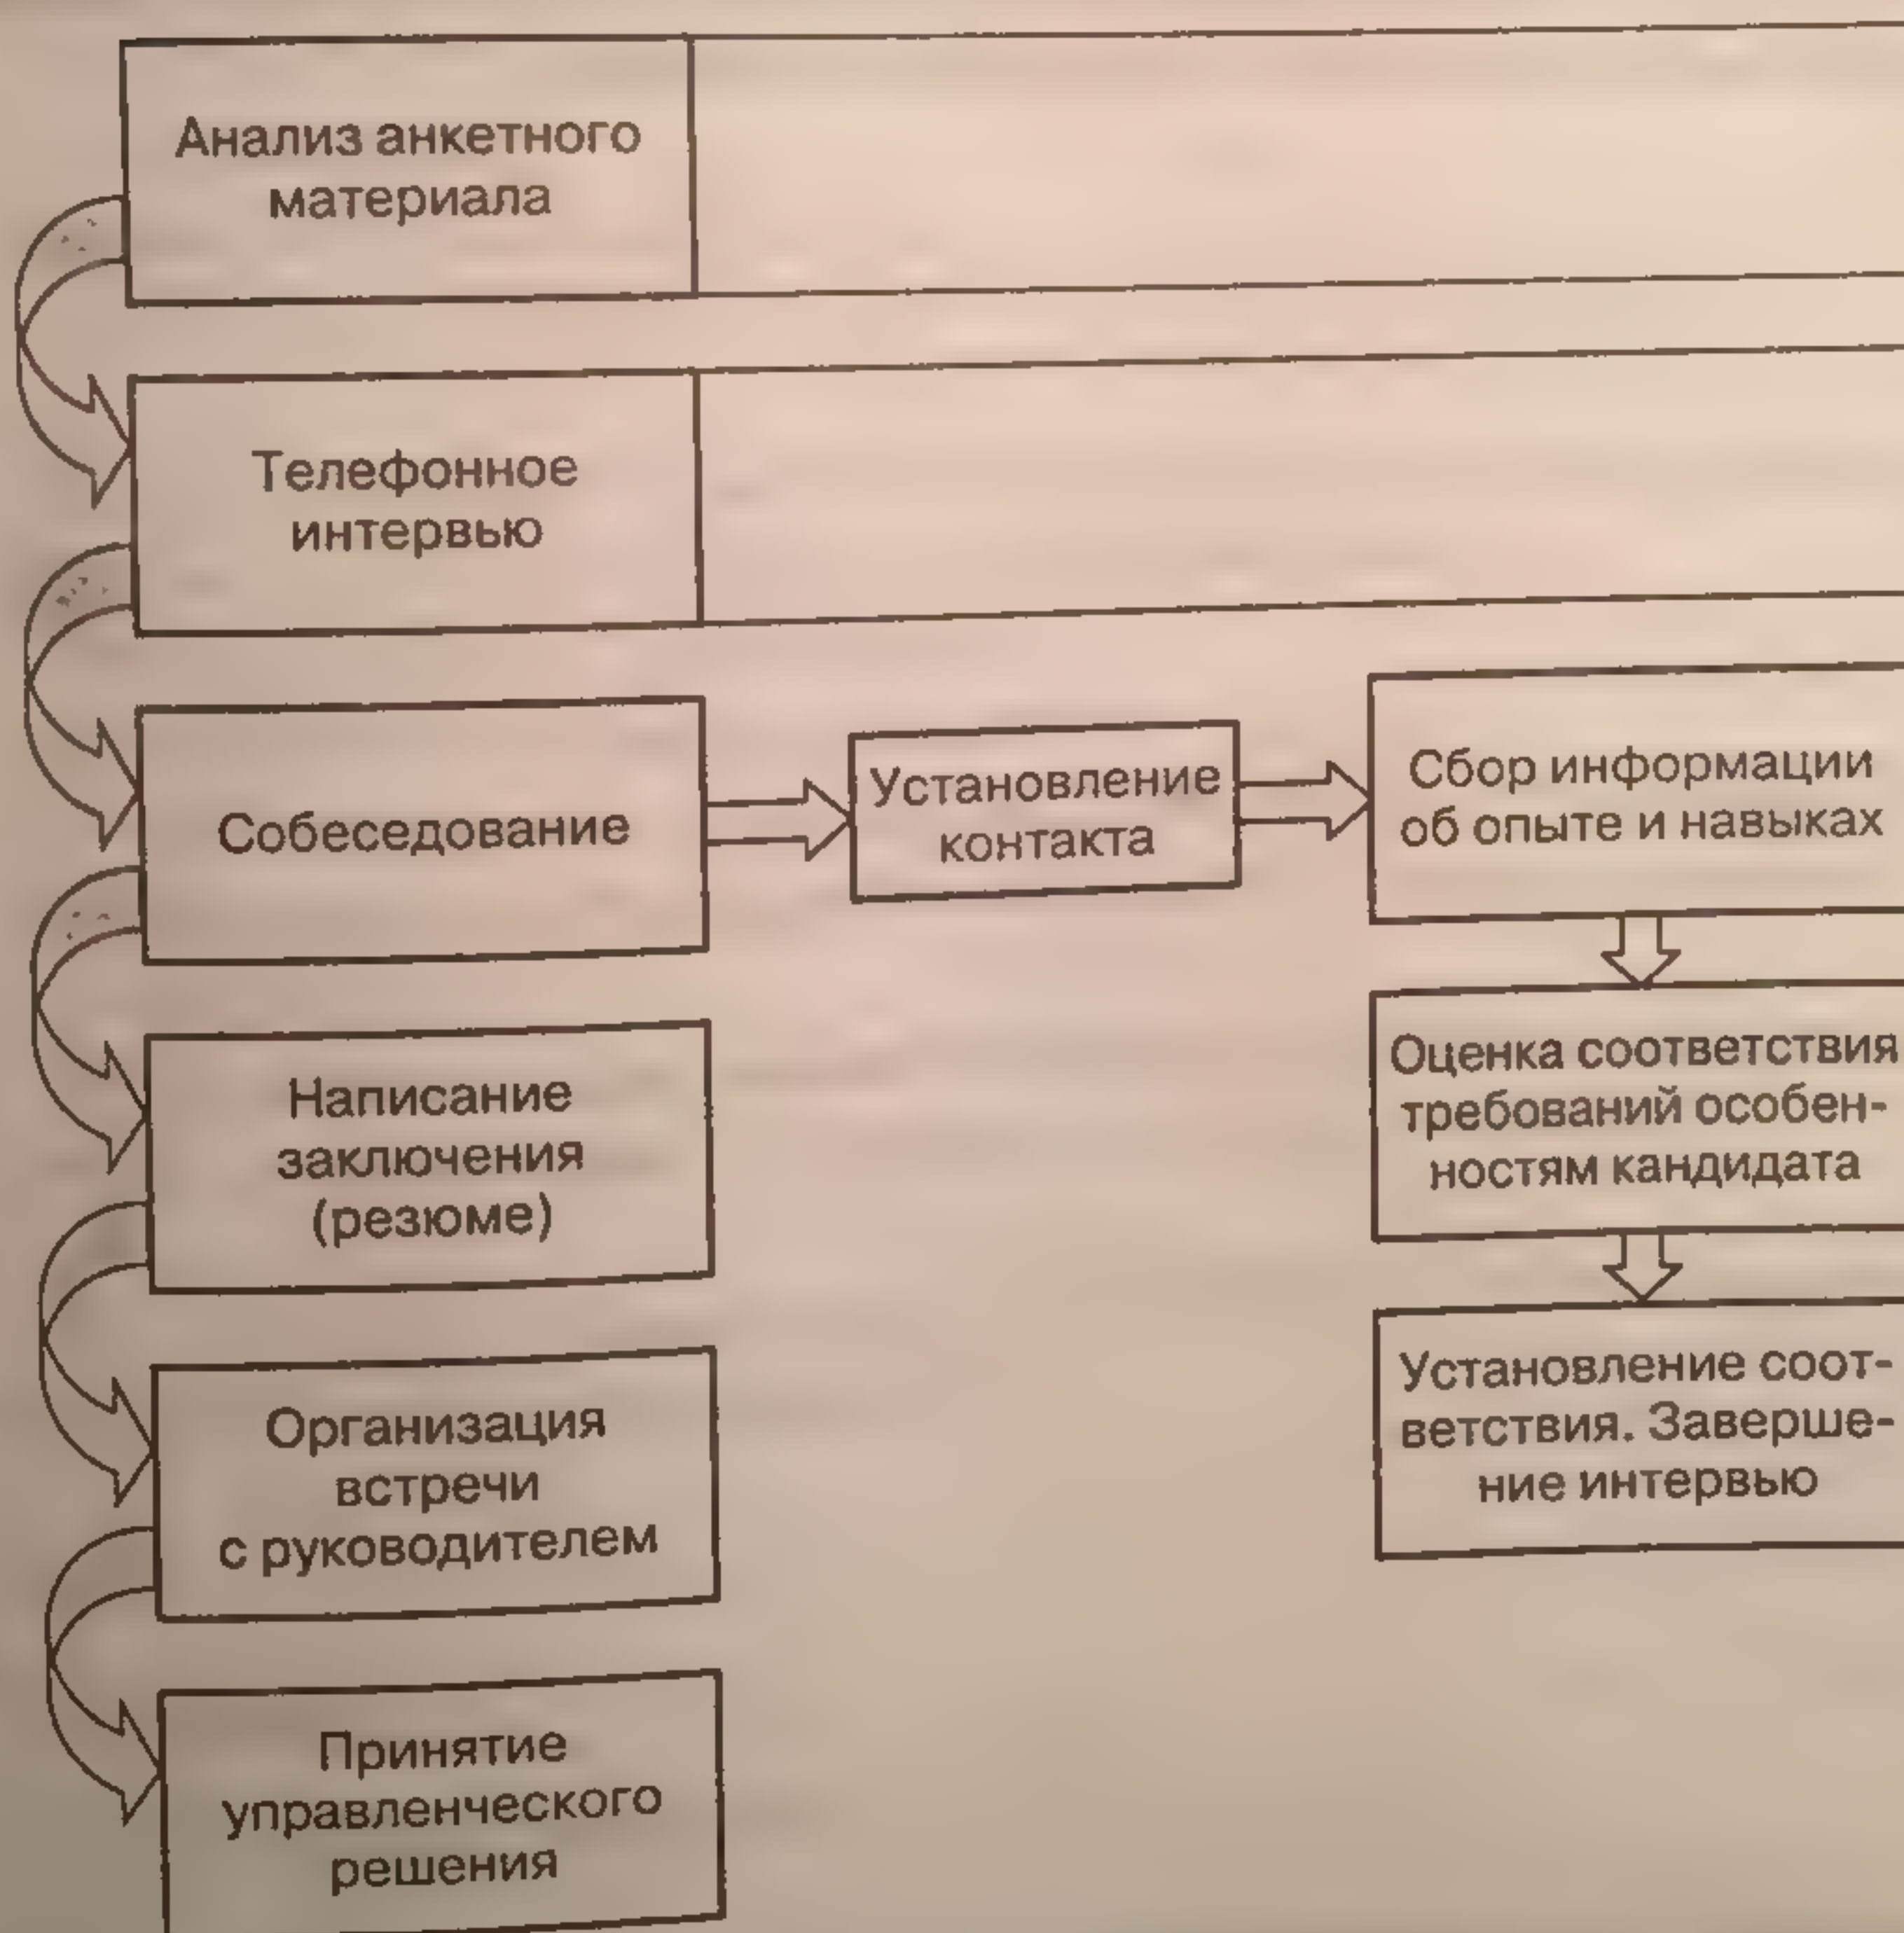 Анализ анкетного
материала
Телефонное
интервью
Собеседование
Установление
контакта
Сбор информации
об опыте и навыках
Написание
заключения
(резюме)
Оценка соответствия
требований особен-
ностям кандидата
Организация
встречи
с руководителем
Установление соот-
ветствия. Заверше-
ние интервью
Принятие
управленческого
решения